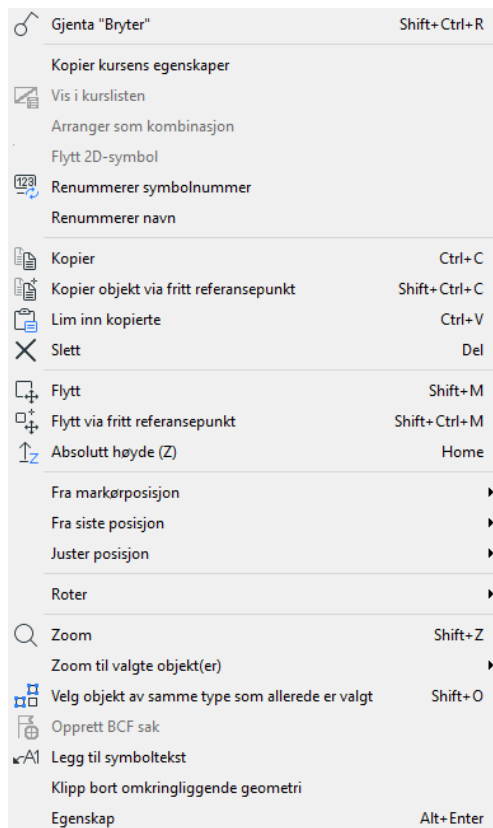 Gjenta "Bryter" Shift+Ctrl+R
Kopier kursens egenskaper
Vis i kurslisten
Arranger som kombinasjon
Flytt 2D-symbol
123
Renummerer symbolnummer
Renummerer navn
Kopier Ctrl+C
Kopier objekt via fritt referansepunkt Shift+Ctrl+C
Lim inn kopierte Ctrl+V
Slett Del
Flytt Shift+M
Flytt via fritt referansepunkt Shift+Ctrl+M
Z Absolutt høyde (Z) Home
Fra markørposisjon
Fra siste posisjon
Juster posisjon
Roter
Zoom Shift+Z
Zoom til valgte objekt(er)
Velg objekt av samme type som allerede er valgt Shift+O
Opprett BCF sak
A1 Legg til symboltekst
Klipp bort omkringliggende geometri
Egenskap Alt+Enter